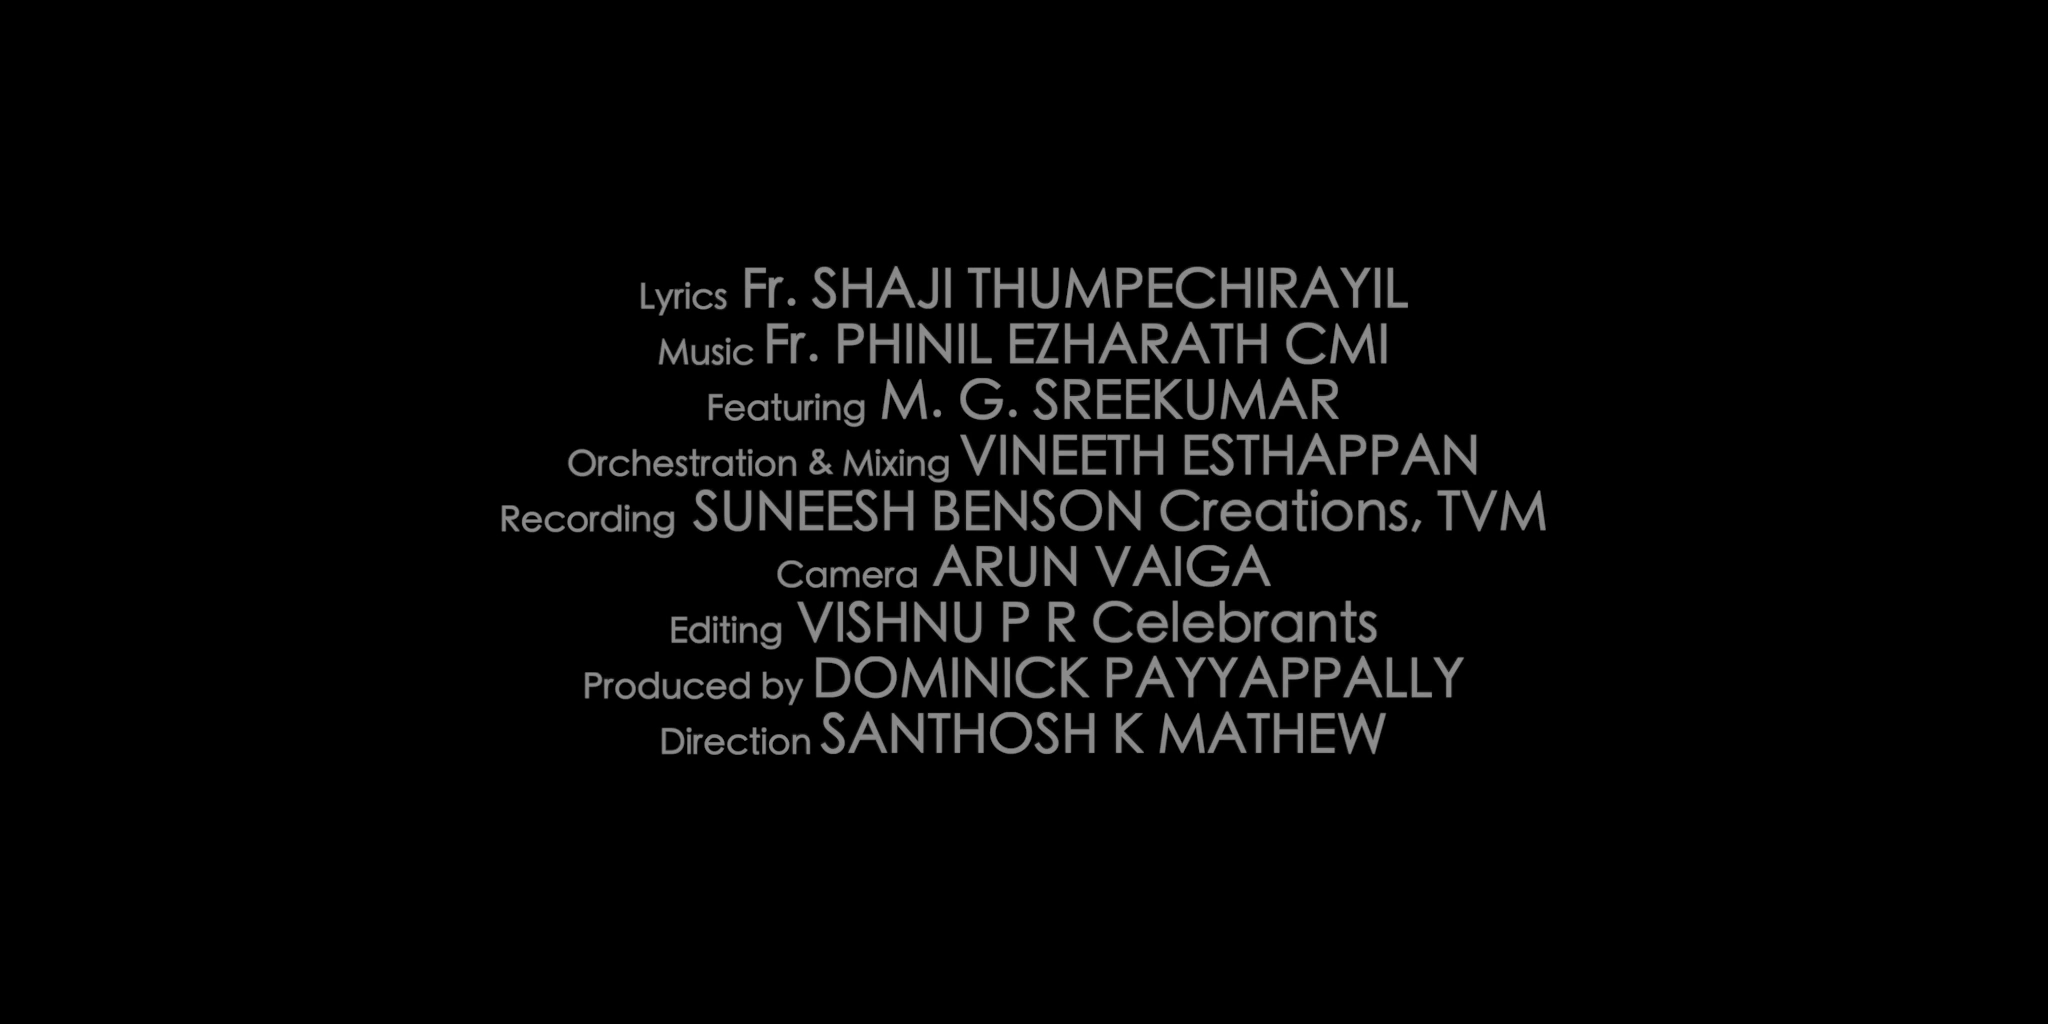 Lyrics Fr. SHAJI THUMPECHIRAYIL
Music Fr. PHINIL EZHARATH CMI
Featuring M. G. SREEKUMAR
Orchestration & Mixing VINEETH ESTHAPPAN
Recording SUNEESH BENSON Creations, TVM
Camera ARUN VAIGA
Editing VISHNU P R Celebrants
Produced by DOMINICK PAYYAPPALLY
Direction SANTHOSH K MATHEW